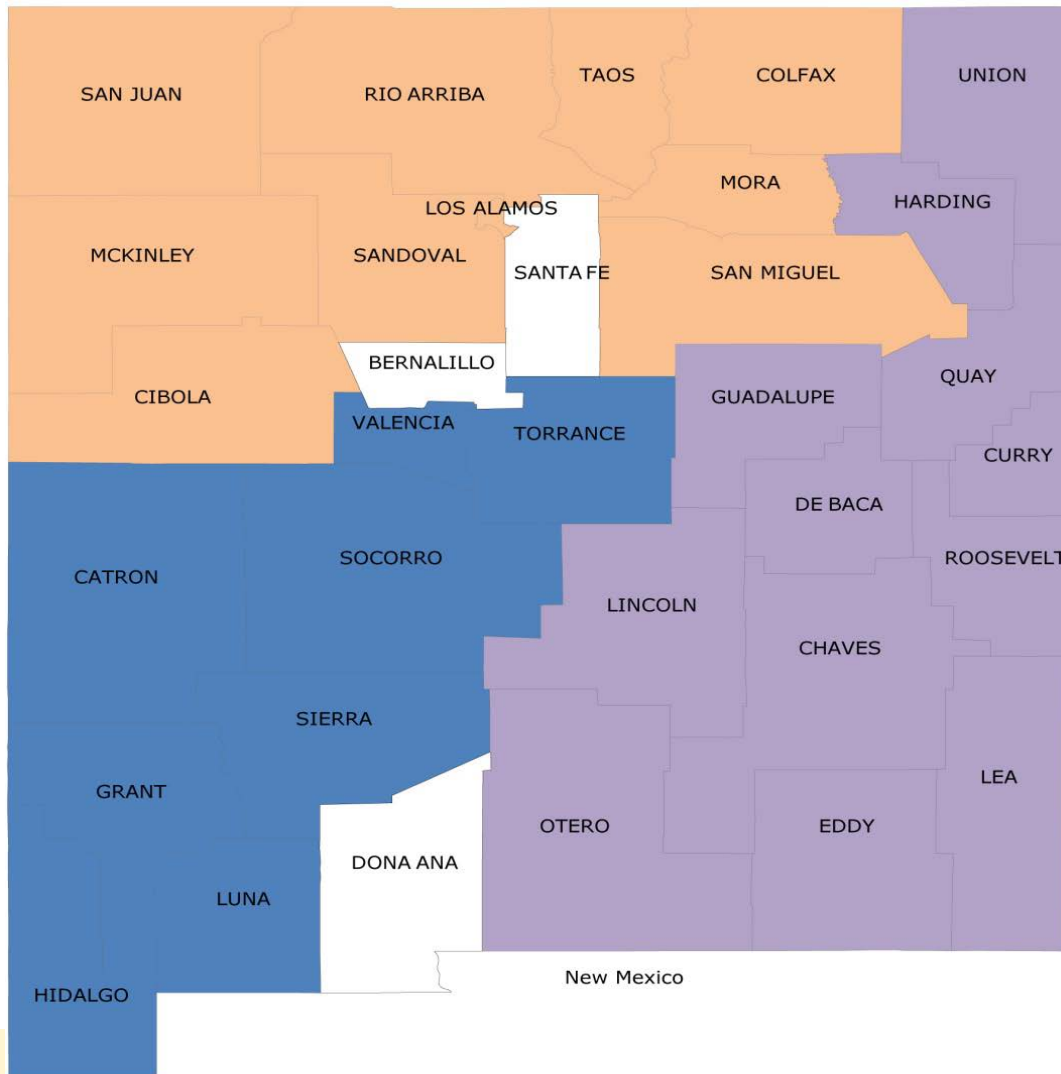 SAN JUAN
RIO ARRIBA
TAOS
COLFAX
UNION
MORA
HARDING
LOS ALAMOS
MCKINLEY
SANDOVAL
SANTA FE
SAN MIGUEL
BERNALILLO
CIBOLA
GUADALUPE
QUAY
VALENCIA
TORRANCE
CURRY
DE BACA
CATRON
SOCORRO
ROOSEVELT
LINCOLN
CHAVES
SIERRA
GRANT
LEA
OTERO
EDDY
DONA ANA
LUNA
New Mexico
HIDALGO